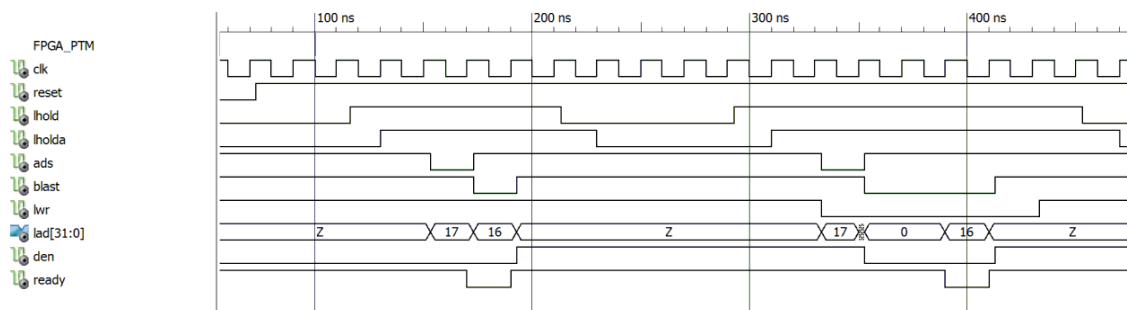 100 ns 200 ns 300 ns 400 ns
FPGA_PTM
clk
reset
lhold
lholda
ads
blast
lwr
lad[31:0] Z 17 16 Z 17 0 16 Z
den
ready